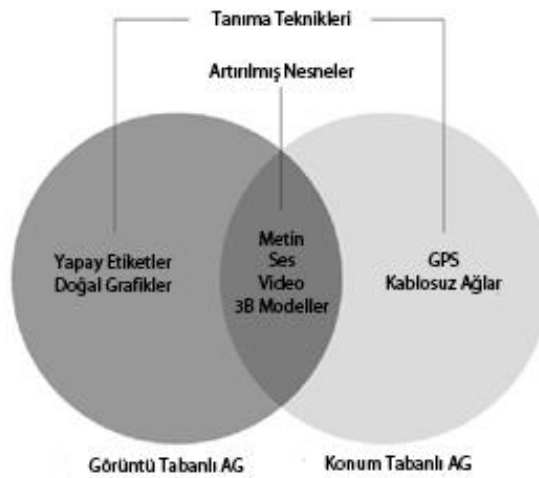 Tanıma Teknikleri
Artırılmış Nesneler
Yapay Etiketler
Doğal Grafikler
Metin
Ses
Video
3B Modeller
GPS
Kablosuz Ağlar
Görüntü Tabanlı AG
Konum Tabanlı AG